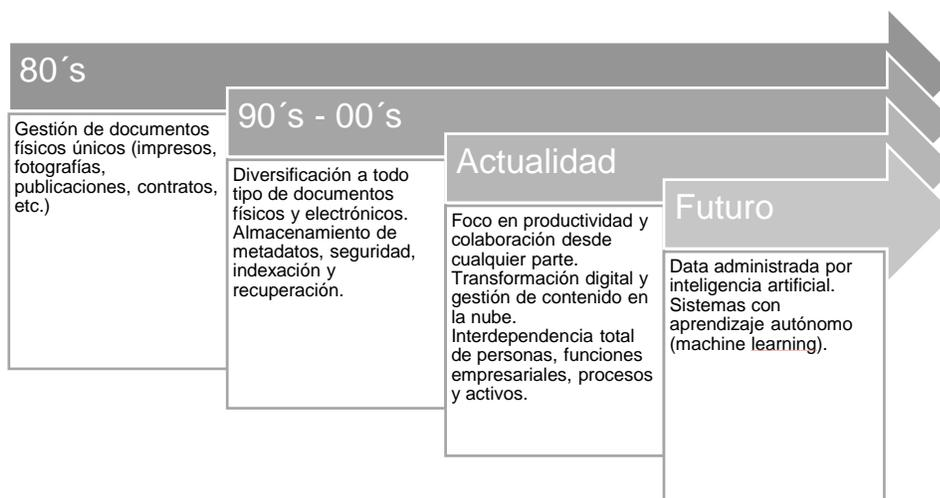 80´s
Gestión de documentos
físicos únicos (impresos,
fotografías,
publicaciones, contratos,
etc.)
90´s - 00´s
Diversificación a todo
tipo de documentos
físicos y electrónicos.
Almacenamiento de
metadatos, seguridad,
indexación y
recuperación.
Actualidad
Foco en productividad y
colaboración desde
cualquier parte.
Transformación digital y
gestión de contenido en
la nube.
Interdependencia total
de personas, funciones
empresariales, procesos
y activos.
Futuro
Data administrada por
inteligencia artificial.
Sistemas con
aprendizaje autónomo
(machine learning).